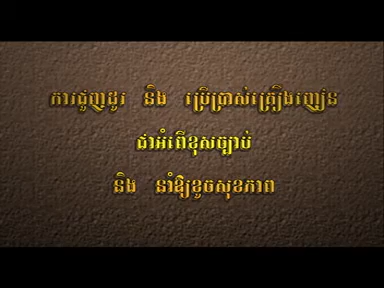 ការជួញដូរ និង ប្រើប្រាស់គ្រឿងញៀន
ជាអំពើខុសច្បាប់
និង នាំឱ្យខូចសុខភាព